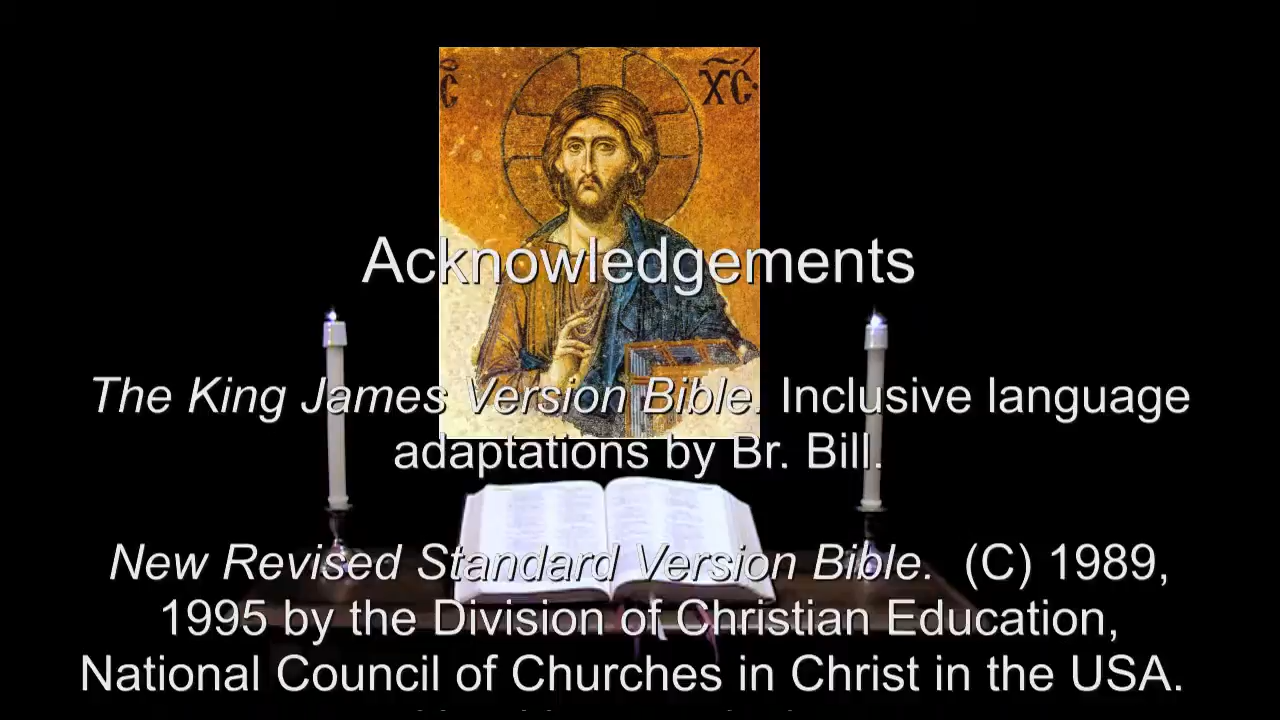 C XC
Acknowledgements
The King James Version Bible. Inclusive language
adaptations by Br. Bill.
New Revised Standard Version Bible. (C) 1989,
1995 by the Division of Christian Education,
National Council of Churches in Christ in the USA.